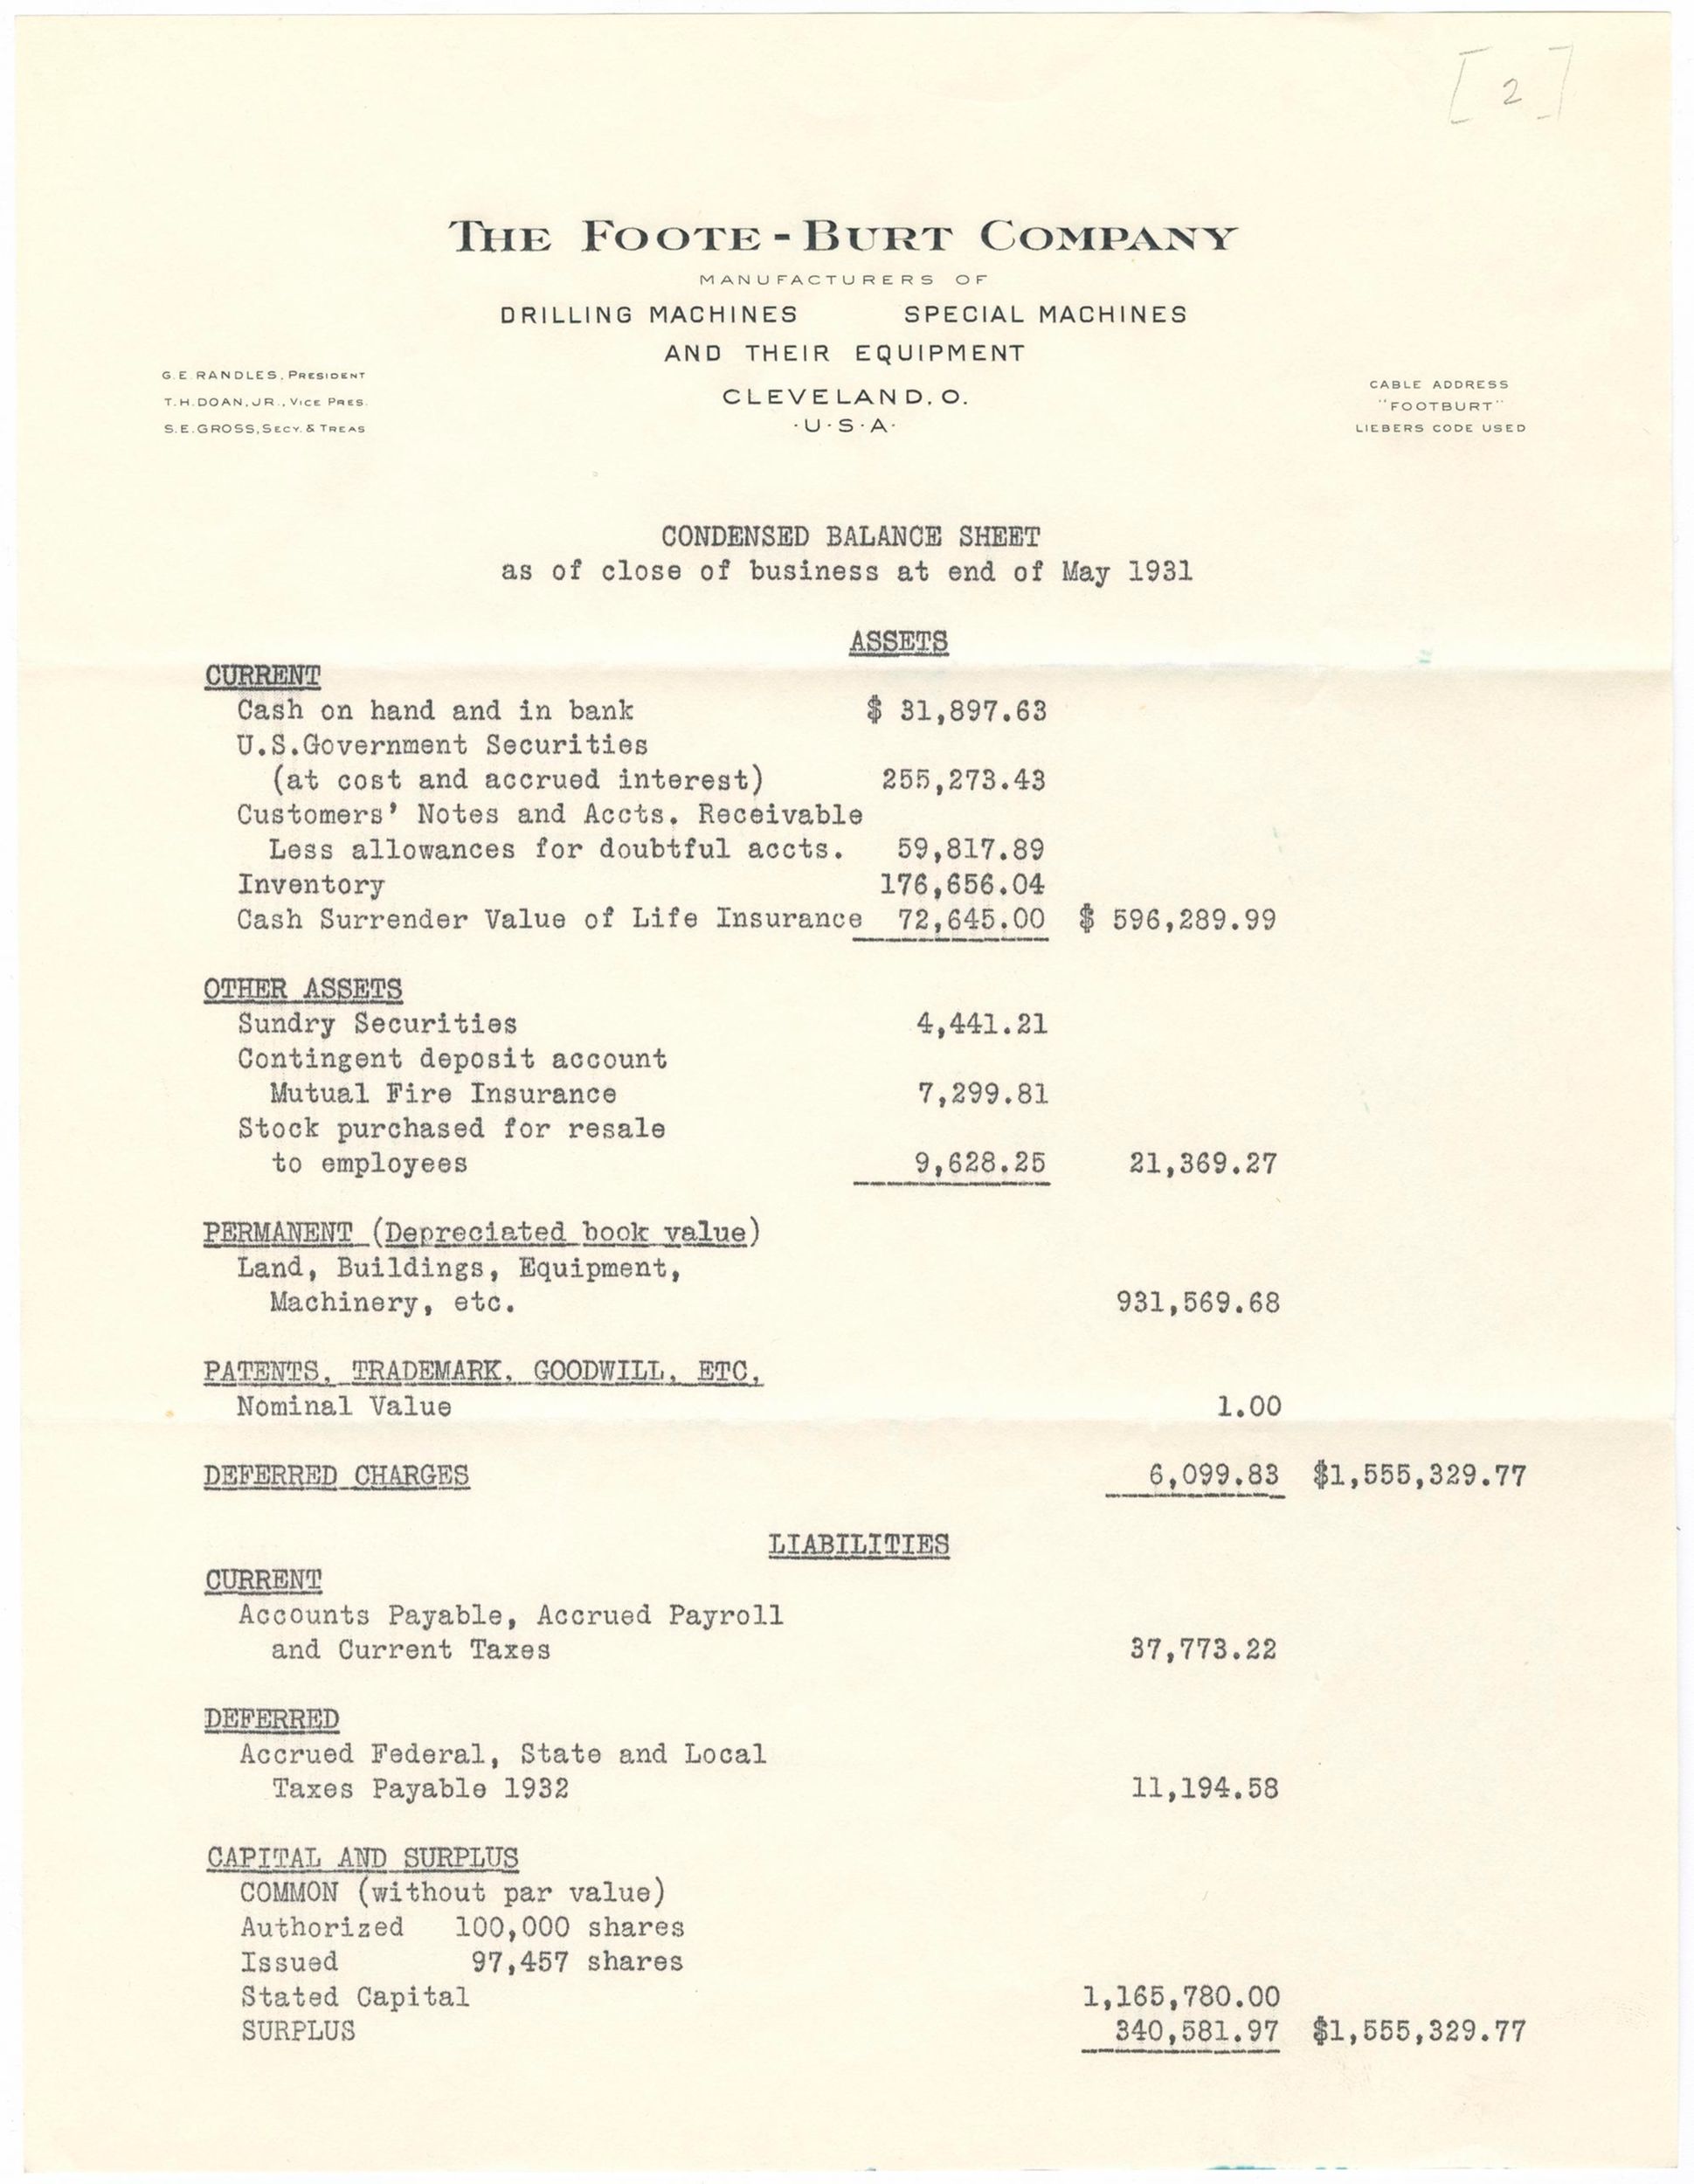 [2]
THE FOOTE-BURT COMPANY
MANUFACTURERS OF
DRILLING MACHINES SPECIAL MACHINES
AND THEIR EQUIPMENT
CLEVELAND, O.
·U·S·A·
G.E.RANDLES, PRESIDENT
T.H.DOAN, JR., VICE PRES.
S.E.GROSS, SECY. & TREAS
CABLE ADDRESS
"FOOTBURT"
LIEBERS CODE USED
CONDENSED BALANCE SHEET
as of close of business at end of May 1931
ASSETS
CURRENT
Cash on hand and in bank $ 31,897.63
U.S.Government Securities
(at cost and accrued interest) 255,273.43
Customers' Notes and Accts. Receivable
Less allowances for doubtful accts. 59,817.89
Inventory 176,656.04
Cash Surrender Value of Life Insurance 72,645.00 $ 596,289.99
OTHER ASSETS
Sundry Securities 4,441.21
Contingent deposit account
Mutual Fire Insurance 7,299.81
Stock purchased for resale
to employees 9,628.25 21,369.27
PERMANENT (Depreciated book value)
Land, Buildings, Equipment,
Machinery, etc. 931,569.68
PATENTS, TRADEMARK, GOODWILL, ETC.
Nominal Value 1.00
DEFERRED CHARGES 6,099.83 $1,555,329.77
LIABILITIES
CURRENT
Accounts Payable, Accrued Payroll
and Current Taxes 37,773.22
DEFERRED
Accrued Federal, State and Local
Taxes Payable 1932 11,194.58
CAPITAL AND SURPLUS
COMMON (without par value)
Authorized 100,000 shares
Issued 97,457 shares
Stated Capital 1,165,780.00
SURPLUS 340,581.97 $1,555,329.77